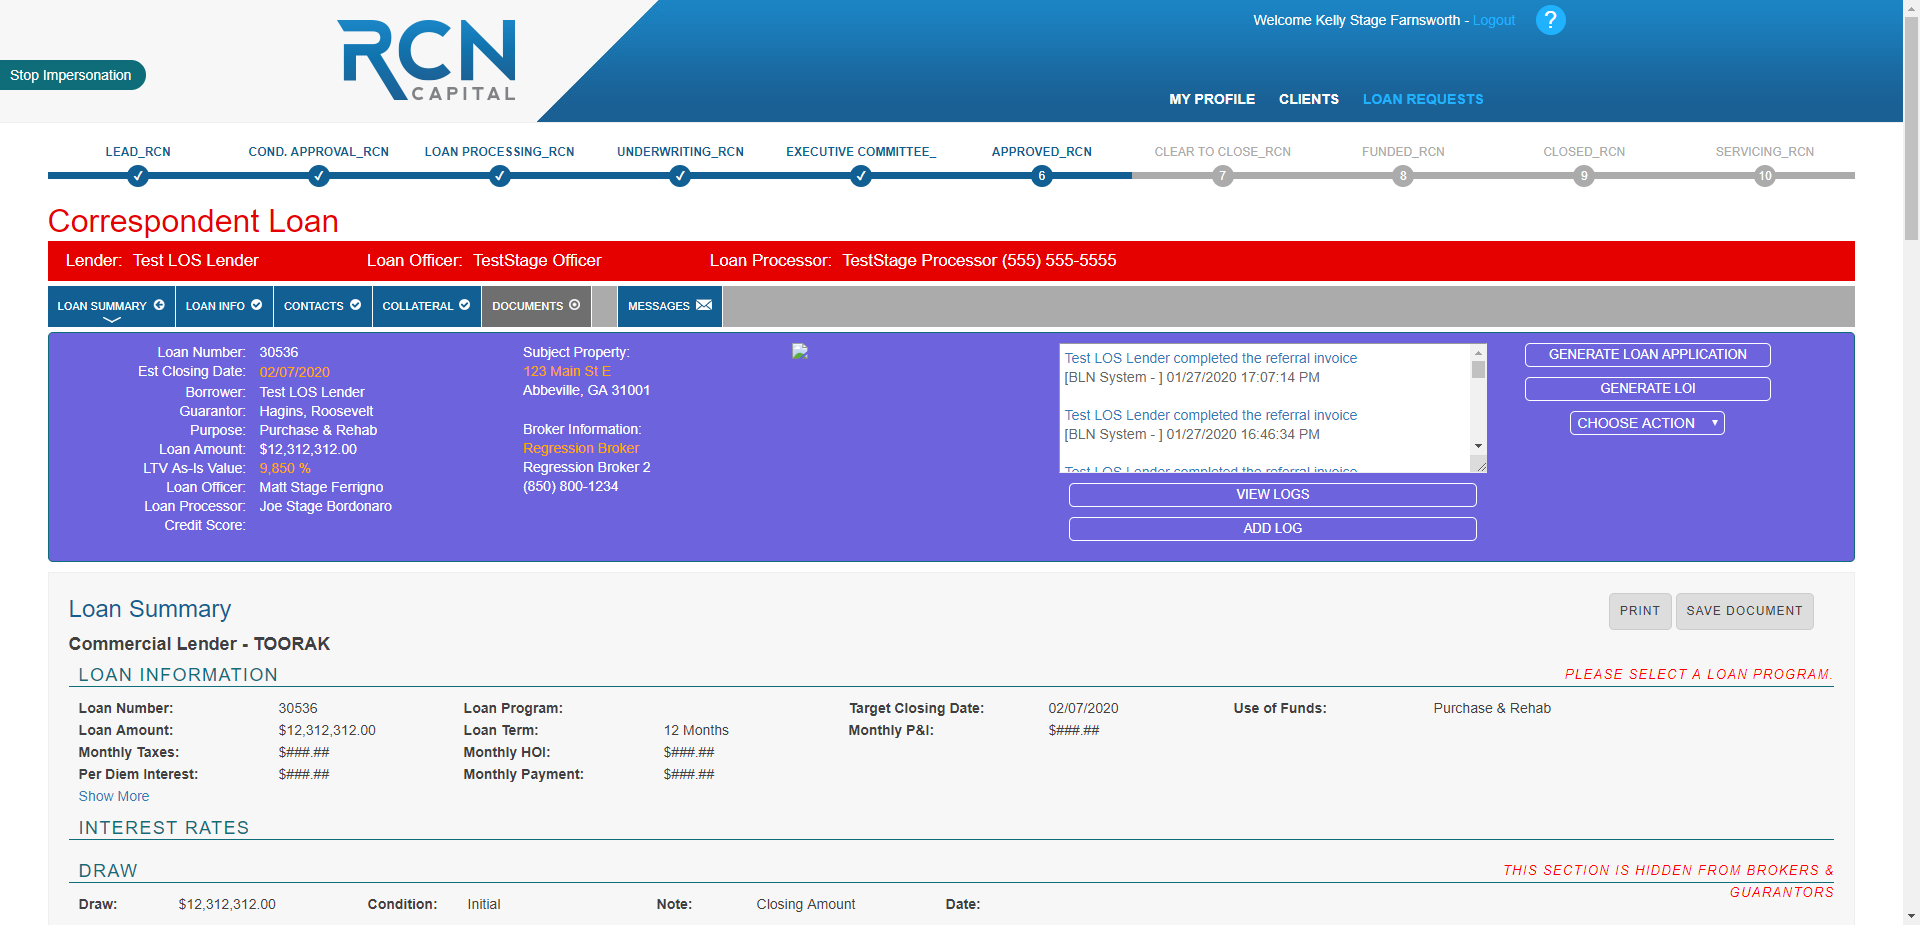 Welcome Kelly Stage Farnsworth - Logout ?
RCN
CAPITAL
Stop Impersonation
MY PROFILE CLIENTS LOAN REQUESTS
LEAD_RCN COND. APPROVAL_RCN LOAN PROCESSING_RCN UNDERWRITING_RCN EXECUTIVE COMMITTEE_ APPROVED_RCN CLEAR TO CLOSE_RCN FUNDED_RCN CLOSED_RCN SERVICING_RCN
6 7 8 9 10
Correspondent Loan
Lender: Test LOS Lender Loan Officer: TestStage Officer Loan Processor: TestStage Processor (555) 555-5555
LOAN SUMMARY LOAN INFO CONTACTS COLLATERAL DOCUMENTS MESSAGES
Loan Number: 30536
Est Closing Date: 02/07/2020
Borrower: Test LOS Lender
Guarantor: Hagins, Roosevelt
Purpose: Purchase & Rehab
Loan Amount: $12,312,312.00
LTV As-Is Value: 9,850 %
Loan Officer: Matt Stage Ferrigno
Loan Processor: Joe Stage Bordonaro
Credit Score:
Subject Property:
123 Main St E
Abbeville, GA 31001
Broker Information:
Regression Broker
Regression Broker 2
(850) 800-1234
Test LOS Lender completed the referral invoice
[BLN System - ] 01/27/2020 17:07:14 PM
Test LOS Lender completed the referral invoice
[BLN System - ] 01/27/2020 16:46:34 PM
Test LOS Lender completed the referral invoice
VIEW LOGS
ADD LOG
GENERATE LOAN APPLICATION
GENERATE LOI
CHOOSE ACTION
Loan Summary
PRINT SAVE DOCUMENT
Commercial Lender - TOORAK
LOAN INFORMATION PLEASE SELECT A LOAN PROGRAM.
Loan Number: 30536 Loan Program: Target Closing Date: 02/07/2020 Use of Funds: Purchase & Rehab
Loan Amount: $12,312,312.00 Loan Term: 12 Months Monthly P&I: $###.##
Monthly Taxes: $###.## Monthly HOI: $###.##
Per Diem Interest: $###.## Monthly Payment: $###.##
Show More
INTEREST RATES
DRAW THIS SECTION IS HIDDEN FROM BROKERS &
GUARANTORS
Draw: $12,312,312.00 Condition: Initial Note: Closing Amount Date: